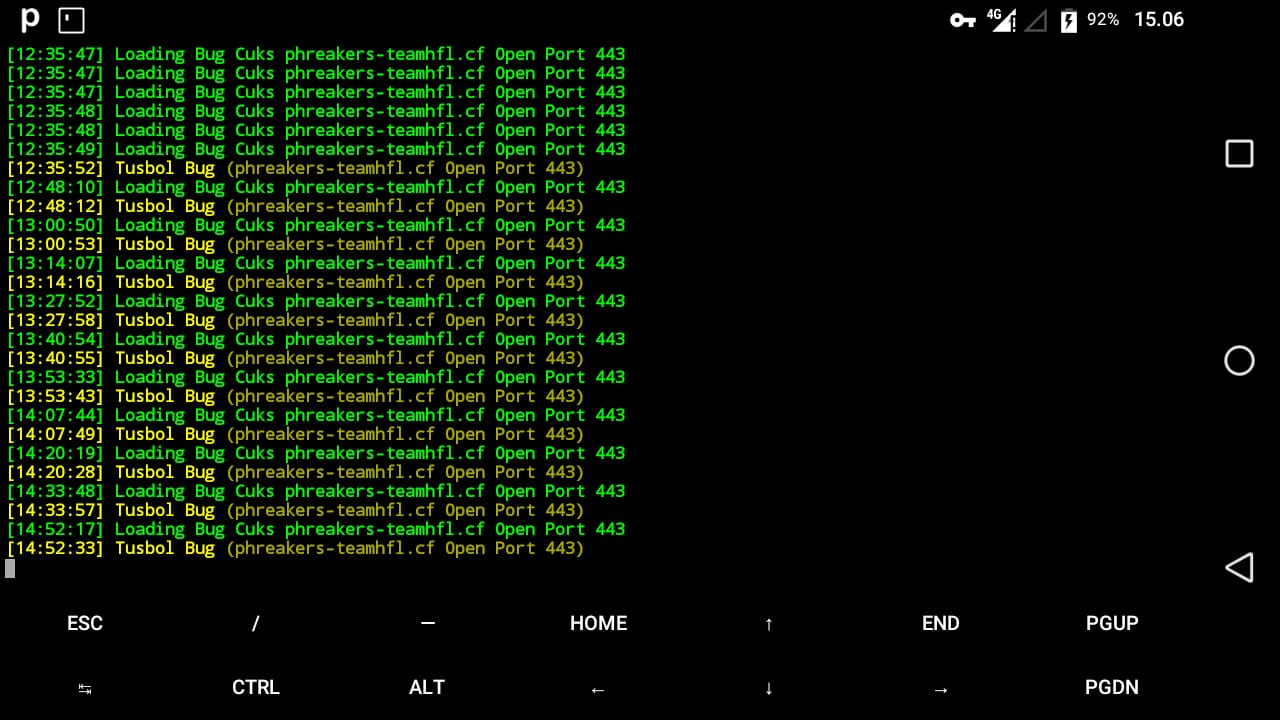 p 4G 92% 15.06
[12:35:47] Loading Bug Cuks phreakers-teamhfl.cf Open Port 443
[12:35:47] Loading Bug Cuks phreakers-teamhfl.cf Open Port 443
[12:35:47] Loading Bug Cuks phreakers-teamhfl.cf Open Port 443
[12:35:48] Loading Bug Cuks phreakers-teamhfl.cf Open Port 443
[12:35:48] Loading Bug Cuks phreakers-teamhfl.cf Open Port 443
[12:35:49] Loading Bug Cuks phreakers-teamhfl.cf Open Port 443
[12:35:52] Tusbol Bug (phreakers-teamhfl.cf Open Port 443)
[12:48:10] Loading Bug Cuks phreakers-teamhfl.cf Open Port 443
[12:48:12] Tusbol Bug (phreakers-teamhfl.cf Open Port 443)
[13:00:50] Loading Bug Cuks phreakers-teamhfl.cf Open Port 443
[13:00:53] Tusbol Bug (phreakers-teamhfl.cf Open Port 443)
[13:14:07] Loading Bug Cuks phreakers-teamhfl.cf Open Port 443
[13:14:16] Tusbol Bug (phreakers-teamhfl.cf Open Port 443)
[13:27:52] Loading Bug Cuks phreakers-teamhfl.cf Open Port 443
[13:27:58] Tusbol Bug (phreakers-teamhfl.cf Open Port 443)
[13:40:54] Loading Bug Cuks phreakers-teamhfl.cf Open Port 443
[13:40:55] Tusbol Bug (phreakers-teamhfl.cf Open Port 443)
[13:53:33] Loading Bug Cuks phreakers-teamhfl.cf Open Port 443
[13:53:43] Tusbol Bug (phreakers-teamhfl.cf Open Port 443)
[14:07:44] Loading Bug Cuks phreakers-teamhfl.cf Open Port 443
[14:07:49] Tusbol Bug (phreakers-teamhfl.cf Open Port 443)
[14:20:19] Loading Bug Cuks phreakers-teamhfl.cf Open Port 443
[14:20:28] Tusbol Bug (phreakers-teamhfl.cf Open Port 443)
[14:33:48] Loading Bug Cuks phreakers-teamhfl.cf Open Port 443
[14:33:57] Tusbol Bug (phreakers-teamhfl.cf Open Port 443)
[14:52:17] Loading Bug Cuks phreakers-teamhfl.cf Open Port 443
[14:52:33] Tusbol Bug (phreakers-teamhfl.cf Open Port 443)
ESC / — HOME ↑ END PGUP
↹ CTRL ALT ← ↓ → PGDN